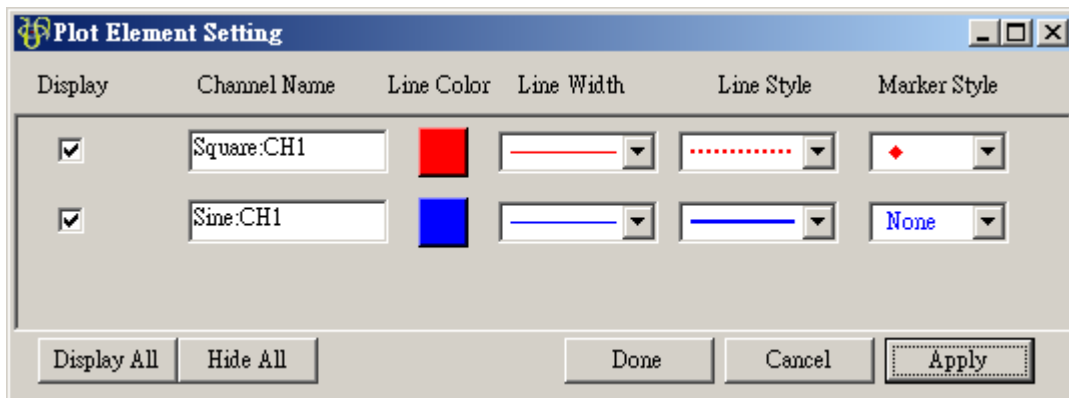 Plot Element Setting
Display Channel Name Line Color Line Width Line Style Marker Style
Square:CH1
Sine:CH1 None
Display All Hide All Done Cancel Apply